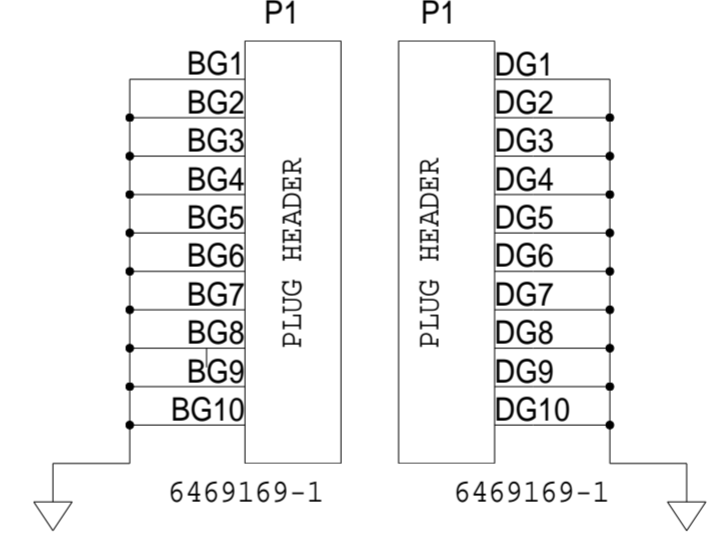 P1 P1
BG1 DG1
BG2 DG2
BG3 DG3
BG4 DG4
BG5 DG5
BG6 DG6
BG7 DG7
BG8 DG8
BG9 DG9
BG10 DG10
PLUG HEADER
PLUG HEADER
6469169-1 6469169-1